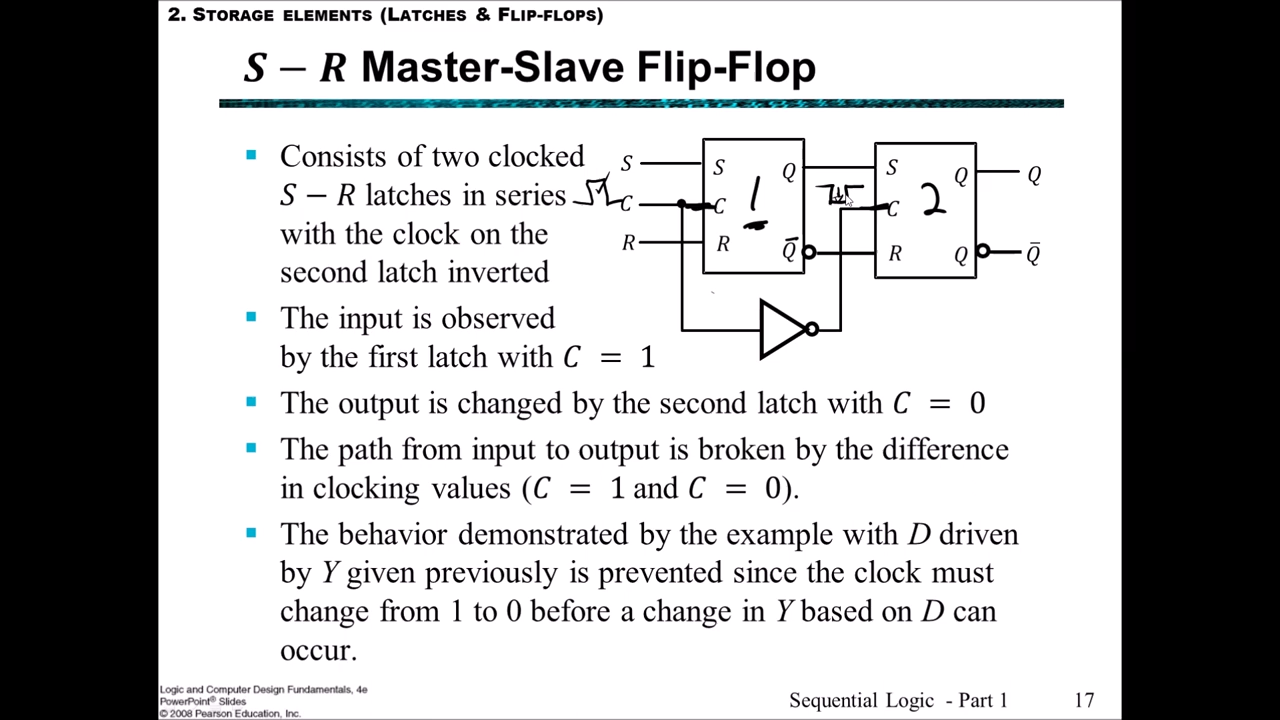 2. STORAGE ELEMENTS (LATCHES & FLIP-FLOPS)
S – R Master-Slave Flip-Flop
▪ Consists of two clocked
S – R latches in series
with the clock on the
second latch inverted
▪ The input is observed
by the first latch with C = 1
▪ The output is changed by the second latch with C = 0
▪ The path from input to output is broken by the difference
in clocking values (C = 1 and C = 0).
▪ The behavior demonstrated by the example with D driven
by Y given previously is prevented since the clock must
change from 1 to 0 before a change in Y based on D can
occur.
S S Q S Q Q
C C 1 C 2
R R Q̅ R Q Q̅
Logic and Computer Design Fundamentals, 4e
PowerPoint® Slides
© 2008 Pearson Education, Inc.
Sequential Logic - Part 1 17